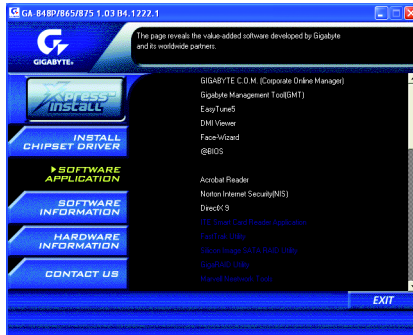 GA-848P/865/875 1.03 B4.1222.1
The page reveals the value-added software developed by Gigabyte
and its worldwide partners.
GIGABYTE
Xpress
install
GIGABYTE C.O.M. (Corporate Online Manager)
Gigabyte Management Tool(GMT)
EasyTune5
DMI Viewer
Face-Wizard
@BIOS
INSTALL
CHIPSET DRIVER
SOFTWARE
APPLICATION
Acrobat Reader
Norton Internet Security(NIS)
DirectX 9
SOFTWARE
INFORMATION
HARDWARE
INFORMATION
CONTACT US
EXIT